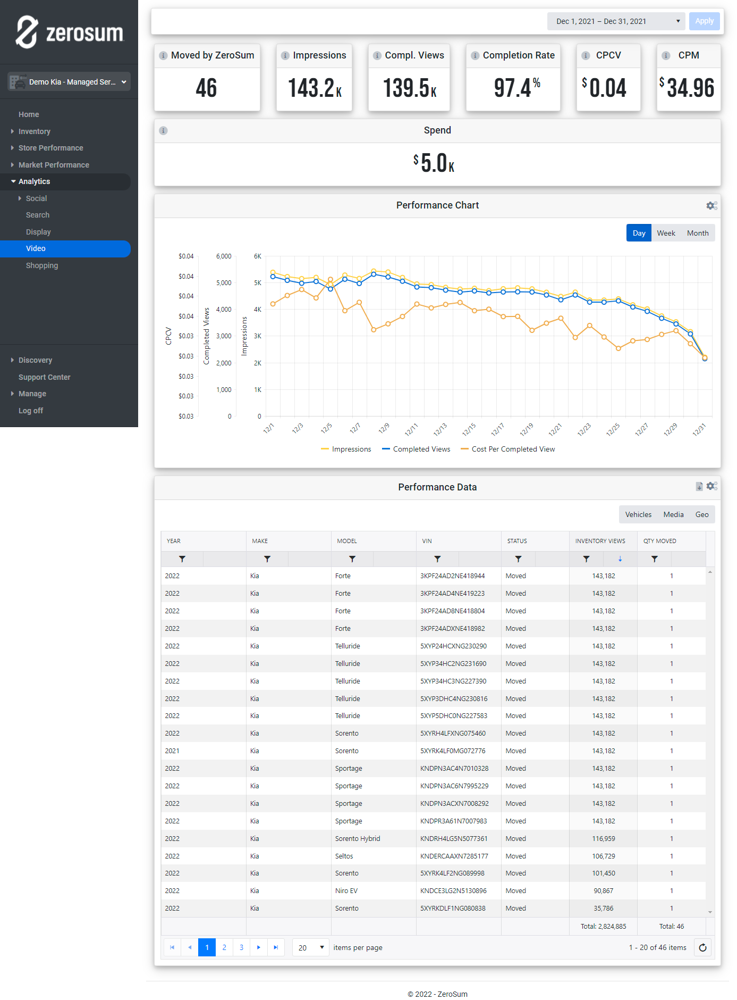 zerosum
Demo Kia - Managed Ser...
Home
Inventory
Store Performance
Market Performance
Analytics
Social
Search
Display
Video
Shopping
Discovery
Support Center
Manage
Log off
Dec 1, 2021 – Dec 31, 2021
Apply
Moved by ZeroSum Impressions Compl. Views Completion Rate CPCV CPM
46 143.2 K 139.5 K 97.4 % $ 0.04 $ 34.96
Spend
$ 5.0 K
Performance Chart
Day Week Month
$0.04 6,000 6K
$0.04 5,000 5K
$0.04 4,000 4K
$0.04 3,000 3K
$0.03 2,000 2K
$0.03 1,000 1K
$0.03 0 0
$0.03
$0.03
CPCV
Completed Views
Impressions
12/1 12/3 12/5 12/7 12/9 12/11 12/13 12/15 12/17 12/19 12/21 12/23 12/25 12/27 12/29 12/31
Impressions Completed Views Cost Per Completed View
Performance Data
Vehicles Media Geo
YEAR MAKE MODEL VIN STATUS INVENTORY VIEWS QTY MOVED
2022 Kia Forte 3KPF24AD2NE418944 Moved 143,182 1
2022 Kia Forte 3KPF24AD4NE419223 Moved 143,182 1
2022 Kia Forte 3KPF24AD8NE418804 Moved 143,182 1
2022 Kia Forte 3KPF24ADXNE418982 Moved 143,182 1
2022 Kia Telluride 5XYP24HCXNG230290 Moved 143,182 1
2022 Kia Telluride 5XYP34HC2NG231690 Moved 143,182 1
2022 Kia Telluride 5XYP34HC3NG227390 Moved 143,182 1
2022 Kia Telluride 5XYP3DHC4NG230816 Moved 143,182 1
2022 Kia Telluride 5XYP5DHC0NG227583 Moved 143,182 1
2022 Kia Sorento 5XYRH4LFXNG075460 Moved 143,182 1
2021 Kia Sorento 5XYRK4LF0MG072776 Moved 143,182 1
2022 Kia Sportage KNDPN3AC4N7010328 Moved 143,182 1
2022 Kia Sportage KNDPN3AC6N7995229 Moved 143,182 1
2022 Kia Sportage KNDPN3ACXN7008292 Moved 143,182 1
2022 Kia Sportage KNDPR3A61N7007983 Moved 143,182 1
2022 Kia Sorento Hybrid KNDRH4LG5N5077361 Moved 116,959 1
2022 Kia Seltos KNDERCAAXN7285177 Moved 106,729 1
2022 Kia Sorento 5XYRK4LF2NG089998 Moved 101,450 1
2022 Kia Niro EV KNDCE3LG2N5130896 Moved 90,867 1
2022 Kia Sorento 5XYRKDLF1NG080838 Moved 35,786 1
Total: 2,824,885 Total: 46
1 2 3 20 items per page 1 - 20 of 46 items
© 2022 - ZeroSum